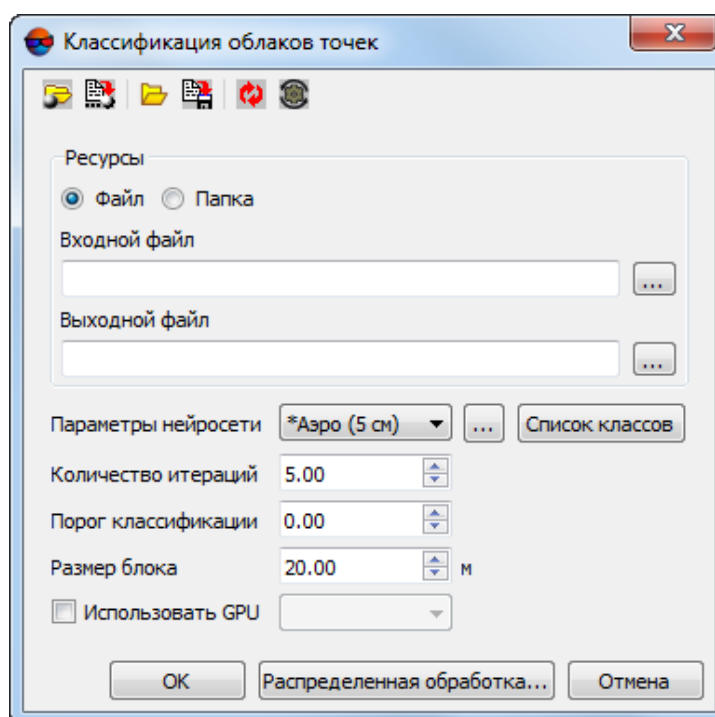 Классификация облаков точек
Ресурсы
Файл Папка
Входной файл
...
Выходной файл
...
Параметры нейросети *Аэро (5 см) ... Список классов
Количество итераций 5.00
Порог классификации 0.00
Размер блока 20.00 м
Использовать GPU
ОК Распределенная обработка... Отмена